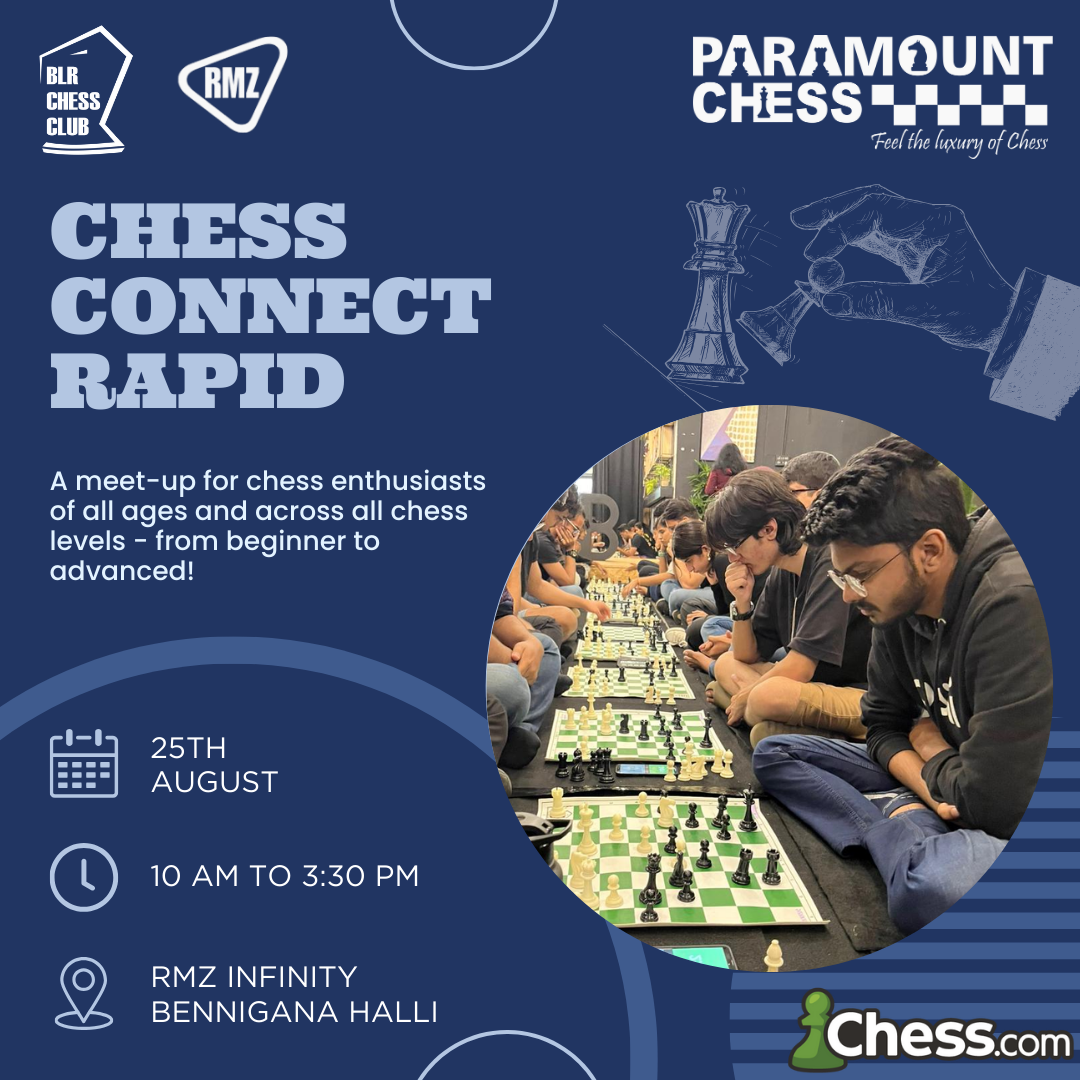 BLR
CHESS
CLUB
RMZ
PARAMOUNT
CHESS
Feel the luxury of Chess
CHESS
CONNECT
RAPID
A meet-up for chess enthusiasts
of all ages and across all chess
levels - from beginner to
advanced!
25TH
AUGUST
10 AM TO 3:30 PM
RMZ INFINITY
BENNIGANA HALLI
Chess.com